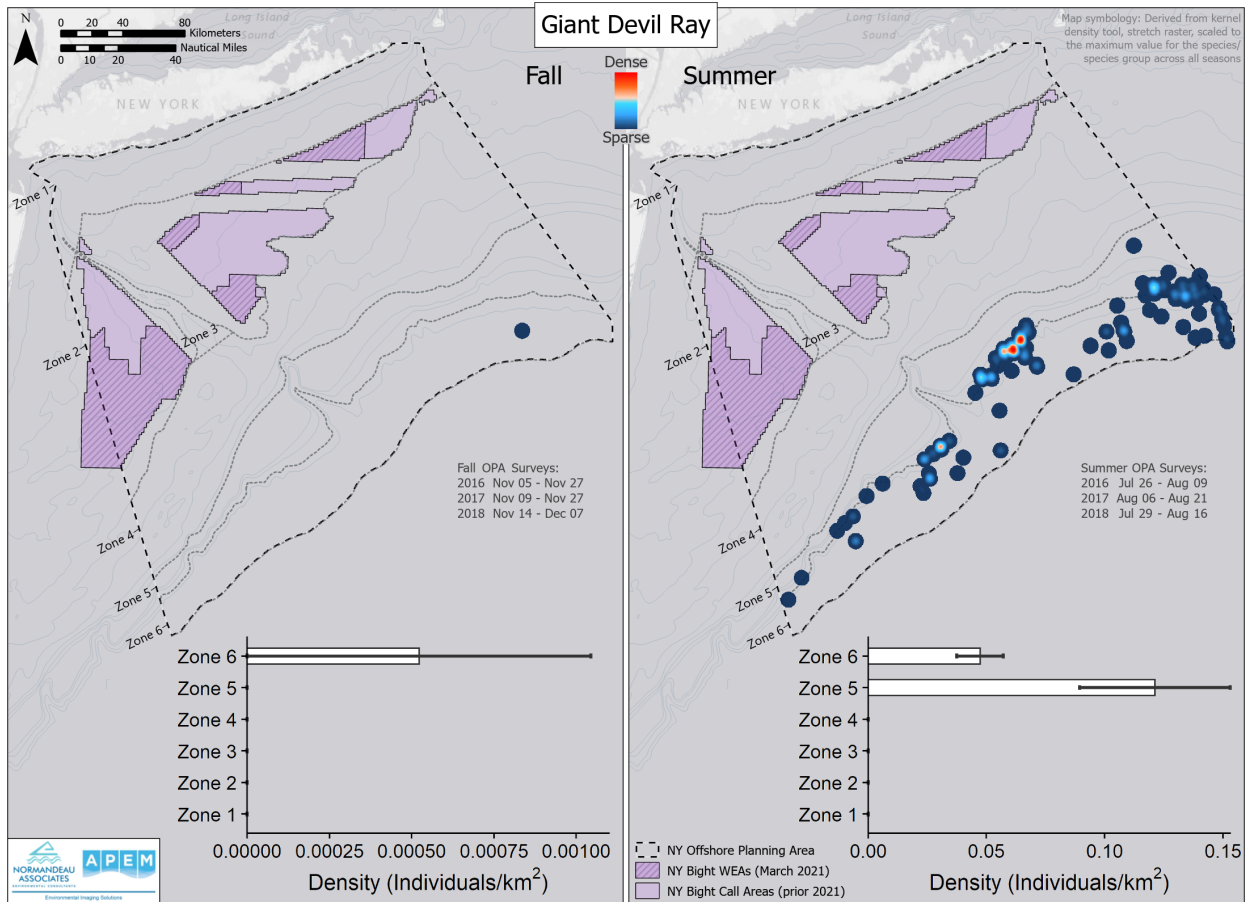 Giant Devil Ray
N
0 20 40 80
Kilometers
Nautical Miles
0 10 20 40
Long Island
Sound
NEW YORK
Fall
Dense
Sparse
Summer
Long Island
Sound
NEW YORK
Map symbology: Derived from kernel
density tool, stretch raster, scaled to
the maximum value for the species/
species group across all seasons
Zone 1
Zone 2
Zone 3
Zone 4
Zone 5
Zone 6
Fall OPA Surveys:
2016 Nov 05 - Nov 27
2017 Nov 09 - Nov 27
2018 Nov 14 - Dec 07
Zone 1
Zone 2
Zone 3
Zone 4
Zone 5
Zone 6
Summer OPA Surveys:
2016 Jul 26 - Aug 09
2017 Aug 06 - Aug 21
2018 Jul 29 - Aug 16
Zone 6
Zone 5
Zone 4
Zone 3
Zone 2
Zone 1
0.00000 0.00025 0.00050 0.00075 0.00100
Density (Individuals/km²)
Zone 6
Zone 5
Zone 4
Zone 3
Zone 2
Zone 1
0.00 0.05 0.10 0.15
Density (Individuals/km²)
NY Offshore Planning Area
NY Bight WEAs (March 2021)
NY Bight Call Areas (prior 2021)
NORMANDEAU
ASSOCIATES
ENVIRONMENTAL CONSULTANTS
APEM
Environmental Imaging Solutions